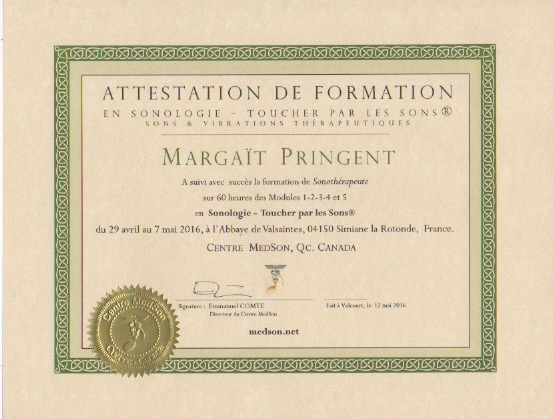 ATTESTATION DE FORMATION
EN SONOLOGIE - TOUCHER PAR LES SONS®
SONS & VIBRATIONS THÉRAPEUTIQUES
MARGAÏT PRINGENT
A suivi avec succès la formation de Sonothérapeute
sur 60 heures des Modules 1-2-3-4 et 5
en Sonologie - Toucher par les Sons®
du 29 avril au 7 mai 2016, à l'Abbaye de Valsaintes, 04150 Simiane la Rotonde, France.
CENTRE MEDSON, QC. CANADA
Signature : Emmanuel COMTE
Directeur du Centre MedSon
Fait à Valcourt, le 12 mai 2016
medson.net
Centre MedSon